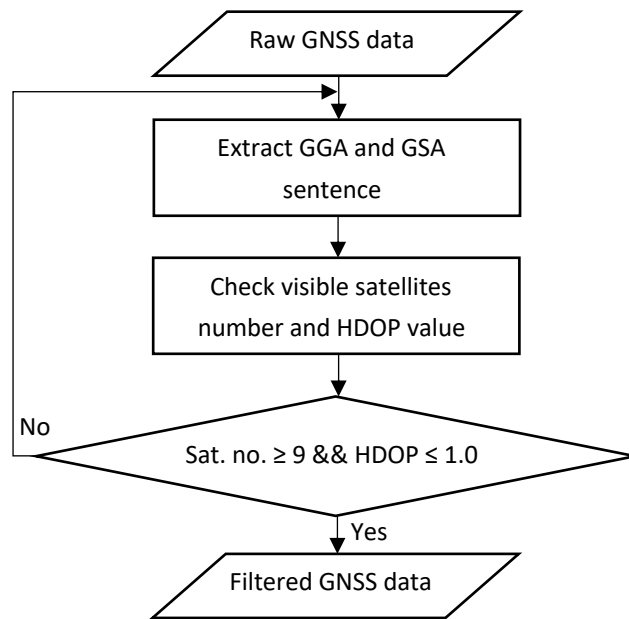 Raw GNSS data
Extract GGA and GSA
sentence
Check visible satellites
number and HDOP value
No
Sat. no. ≥ 9 && HDOP ≤ 1.0
Yes
Filtered GNSS data